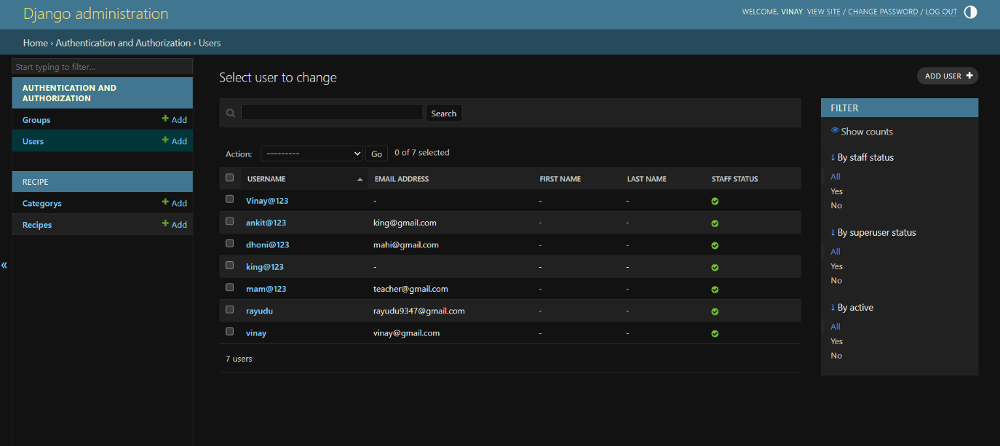 Django administration
WELCOME, VINAY. VIEW SITE / CHANGE PASSWORD / LOG OUT
Home › Authentication and Authorization › Users
Start typing to filter...
AUTHENTICATION AND
AUTHORIZATION
Groups + Add
Users + Add
RECIPE
Categorys + Add
Recipes + Add
«
Select user to change
ADD USER +
Search
Action: --------- Go 0 of 7 selected
USERNAME EMAIL ADDRESS FIRST NAME LAST NAME STAFF STATUS
Vinay@123 - - -
ankit@123 king@gmail.com - -
dhoni@123 mahi@gmail.com - -
king@123 - - -
mam@123 teacher@gmail.com - -
rayudu rayudu9347@gmail.com - -
vinay vinay@gmail.com - -
7 users
FILTER
Show counts
↓ By staff status
All
Yes
No
↓ By superuser status
All
Yes
No
↓ By active
All
Yes
No